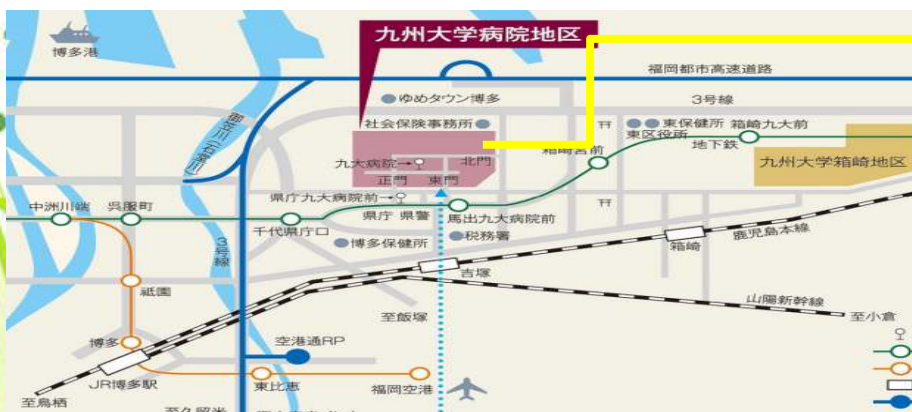 九州大学病院地区
博多港
福岡都市高速道路
ゆめタウン博多
3号線
御笠川(石堂川)
社会保険事務所
東保健所
箱崎九大前
東区役所
地下鉄
九大病院→
北門
箱崎宮前
九州大学箱崎地区
正門
東門
県庁九大病院前→
中洲川端
呉服町
県庁
県警
馬出九大病院前
千代県庁口
3号線
博多保健所
税務署
箱崎
鹿児島本線
吉塚
祇園
山陽新幹線
至飯塚
至小倉
博多
空港通RP
JR博多駅
東比恵
福岡空港
至鳥栖
至久留米